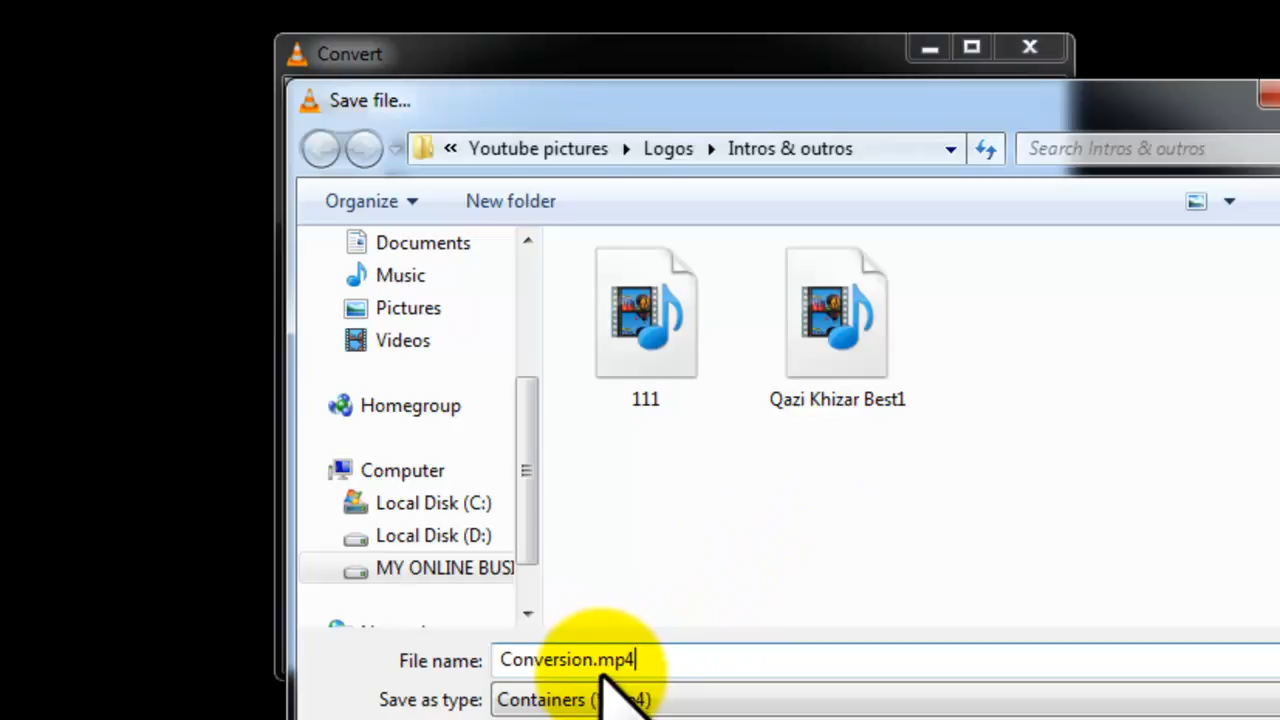 Convert
Save file...
« Youtube pictures Logos Intros & outros
Search Intros & outros
Organize New folder
Documents
Music
Pictures
Videos
Homegroup
Computer
Local Disk (C:)
Local Disk (D:)
MY ONLINE BUSI
111
Qazi Khizar Best1
File name: Conversion.mp4
Save as type: Containers (